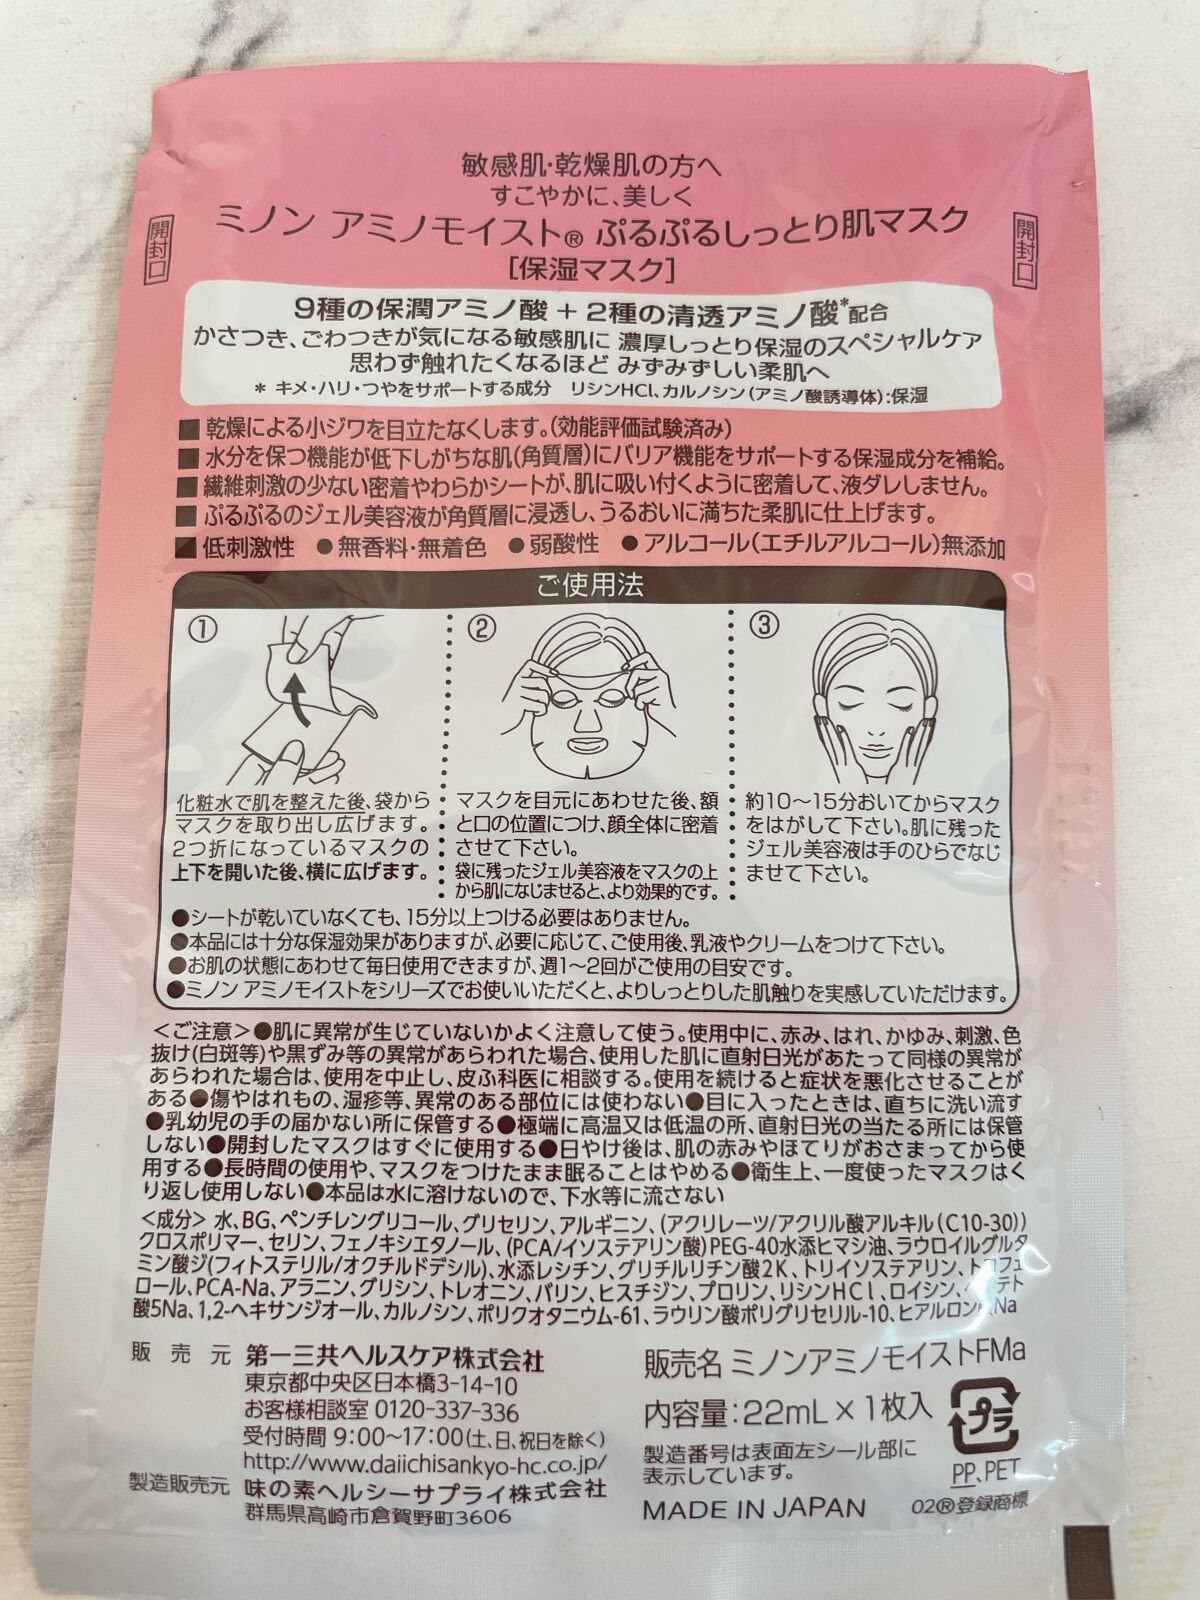 敏感肌・乾燥肌の方へ
すこやかに、美しく
ミノン アミノモイスト® ぷるぷるしっとり肌マスク
[保湿マスク]
開封口
開封口
9種の保潤アミノ酸 + 2種の清透アミノ酸*配合
かさつき、ごわつきが気になる敏感肌に 濃厚しっとり保湿のスペシャルケア
思わず触れたくなるほど みずみずしい柔肌へ
* キメ・ハリ・つやをサポートする成分 リシンHCl、カルノシン(アミノ酸誘導体):保湿
■ 乾燥による小ジワを目立たなくします。(効能評価試験済み)
■ 水分を保つ機能が低下しがちな肌(角質層)にバリア機能をサポートする保湿成分を補給。
■ 繊維刺激の少ない密着やわらかシートが、肌に吸い付くように密着して、液ダレしません。
■ ぷるぷるのジェル美容液が角質層に浸透し、うるおいに満ちた柔肌に仕上げます。
■ 低刺激性 ●無香料・無着色 ●弱酸性 ●アルコール(エチルアルコール)無添加
ご使用法
①
化粧水で肌を整えた後、袋から
マスクを取り出し広げます。
2つ折になっているマスクの
上下を開いた後、横に広げます。
②
マスクを目元にあわせた後、額
と口の位置につけ、顔全体に密着
させて下さい。
袋に残ったジェル美容液をマスクの上
から肌になじませると、より効果的です。
③
約10〜15分おいてからマスク
をはがして下さい。肌に残った
ジェル美容液は手のひらでなじ
ませて下さい。
●シートが乾いていなくても、15分以上つける必要はありません。
●本品には十分な保湿効果がありますが、必要に応じて、ご使用後、乳液やクリームをつけて下さい。
●お肌の状態にあわせて毎日使用できますが、週1〜2回がご使用の目安です。
●ミノン アミノモイストをシリーズでお使いいただくと、よりしっとりした肌触りを実感していただけます。
<ご注意>●肌に異常が生じていないかよく注意して使う。使用中に、赤み、はれ、かゆみ、刺激、色
抜け(白斑等)や黒ずみ等の異常があらわれた場合、使用した肌に直射日光があたって同様の異常が
あらわれた場合は、使用を中止し、皮ふ科医に相談する。使用を続けると症状を悪化させることが
ある●傷やはれもの、湿疹等、異常のある部位には使わない●目に入ったときは、直ちに洗い流す
●乳幼児の手の届かない所に保管する●極端に高温又は低温の所、直射日光の当たる所には保管
しない●開封したマスクはすぐに使用する●日やけ後は、肌の赤みやほてりがおさまってから使
用する●長時間の使用や、マスクをつけたまま眠ることはやめる●衛生上、一度使ったマスクはく
り返し使用しない●本品は水に溶けないので、下水等に流さない
<成分> 水、BG、ペンチレングリコール、グリセリン、アルギニン、(アクリレーツ/アクリル酸アルキル(C10-30))
クロスポリマー、セリン、フェノキシエタノール、(PCA/イソステアリン酸)PEG-40水添ヒマシ油、ラウロイルグルタ
ミン酸ジ(フィトステリル/オクチルドデシル)、水添レシチン、グリチルリチン酸2K、トリイソステアリン、トコフェ
ロール、PCA-Na、アラニン、グリシン、トレオニン、バリン、ヒスチジン、プロリン、リシンHCl、ロイシン、テト
酸5Na、1,2-ヘキサンジオール、カルノシン、ポリクオタニウム-61、ラウリン酸ポリグリセリル-10、ヒアルロン Na
販売元 第一三共ヘルスケア株式会社
東京都中央区日本橋3-14-10
お客様相談室 0120-337-336
受付時間 9:00〜17:00(土、日、祝日を除く)
http://www.daiichisankyo-hc.co.jp/
製造販売元 味の素ヘルシーサプライ株式会社
群馬県高崎市倉賀野町3606
販売名 ミノンアミノモイストFMa
内容量:22mL×1枚入
製造番号は表面左シール部に
表示しています。
プラ
PP、PET
MADE IN JAPAN
02®登録商標